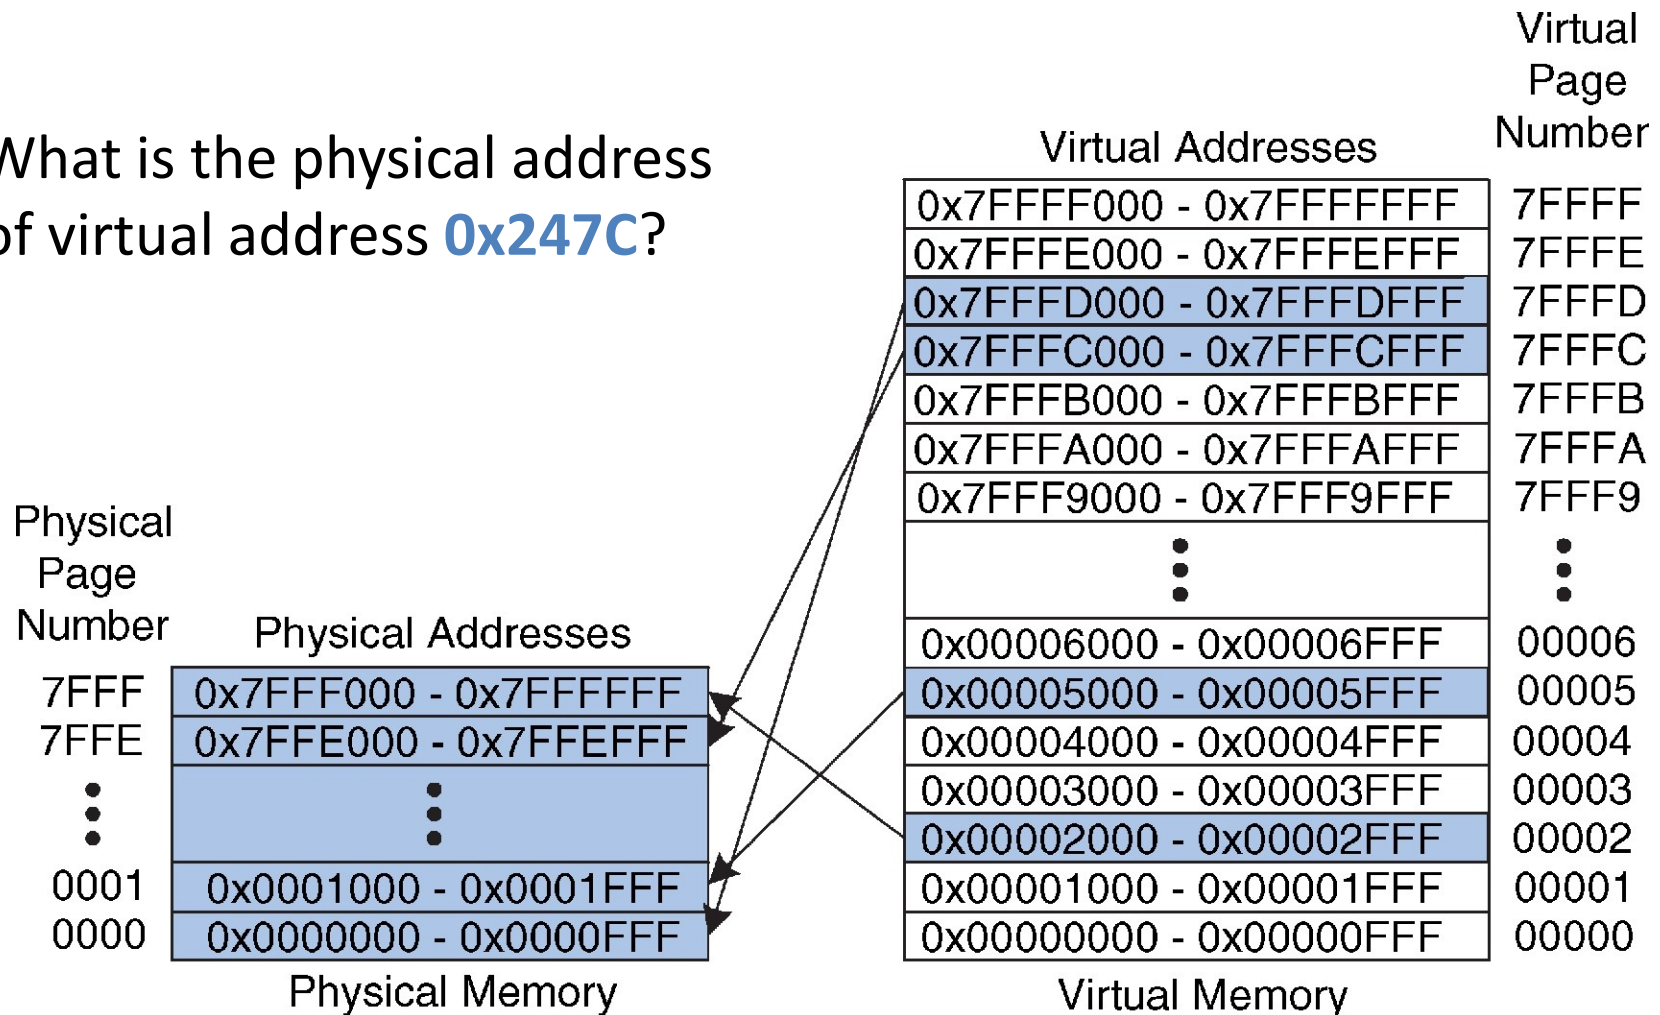 What is the physical address
of virtual address 0x247C?
Virtual
Page
Number
Virtual Addresses
0x7FFFF000 - 0x7FFFFFFF 7FFFF
0x7FFFE000 - 0x7FFFEFFF 7FFFE
0x7FFFD000 - 0x7FFFDFFF 7FFFD
0x7FFFC000 - 0x7FFFCFFF 7FFFC
0x7FFFB000 - 0x7FFFBFFF 7FFFB
0x7FFFA000 - 0x7FFFAFFF 7FFFA
0x7FFF9000 - 0x7FFF9FFF 7FFF9
0x00006000 - 0x00006FFF 00006
0x00005000 - 0x00005FFF 00005
0x00004000 - 0x00004FFF 00004
0x00003000 - 0x00003FFF 00003
0x00002000 - 0x00002FFF 00002
0x00001000 - 0x00001FFF 00001
0x00000000 - 0x00000FFF 00000
Virtual Memory
Physical
Page
Number
Physical Addresses
7FFF 0x7FFF000 - 0x7FFFFFF
7FFE 0x7FFE000 - 0x7FFEFFF
0001 0x0001000 - 0x0001FFF
0000 0x0000000 - 0x0000FFF
Physical Memory